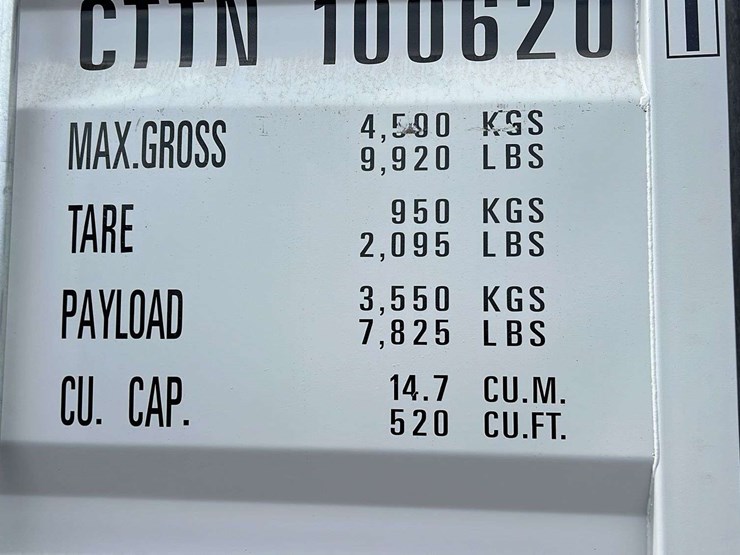 CTTN 100620 1
MAX.GROSS 4,500 KGS
9,920 LBS
TARE 950 KGS
2,095 LBS
PAYLOAD 3,550 KGS
7,825 LBS
CU. CAP. 14.7 CU.M.
520 CU.FT.